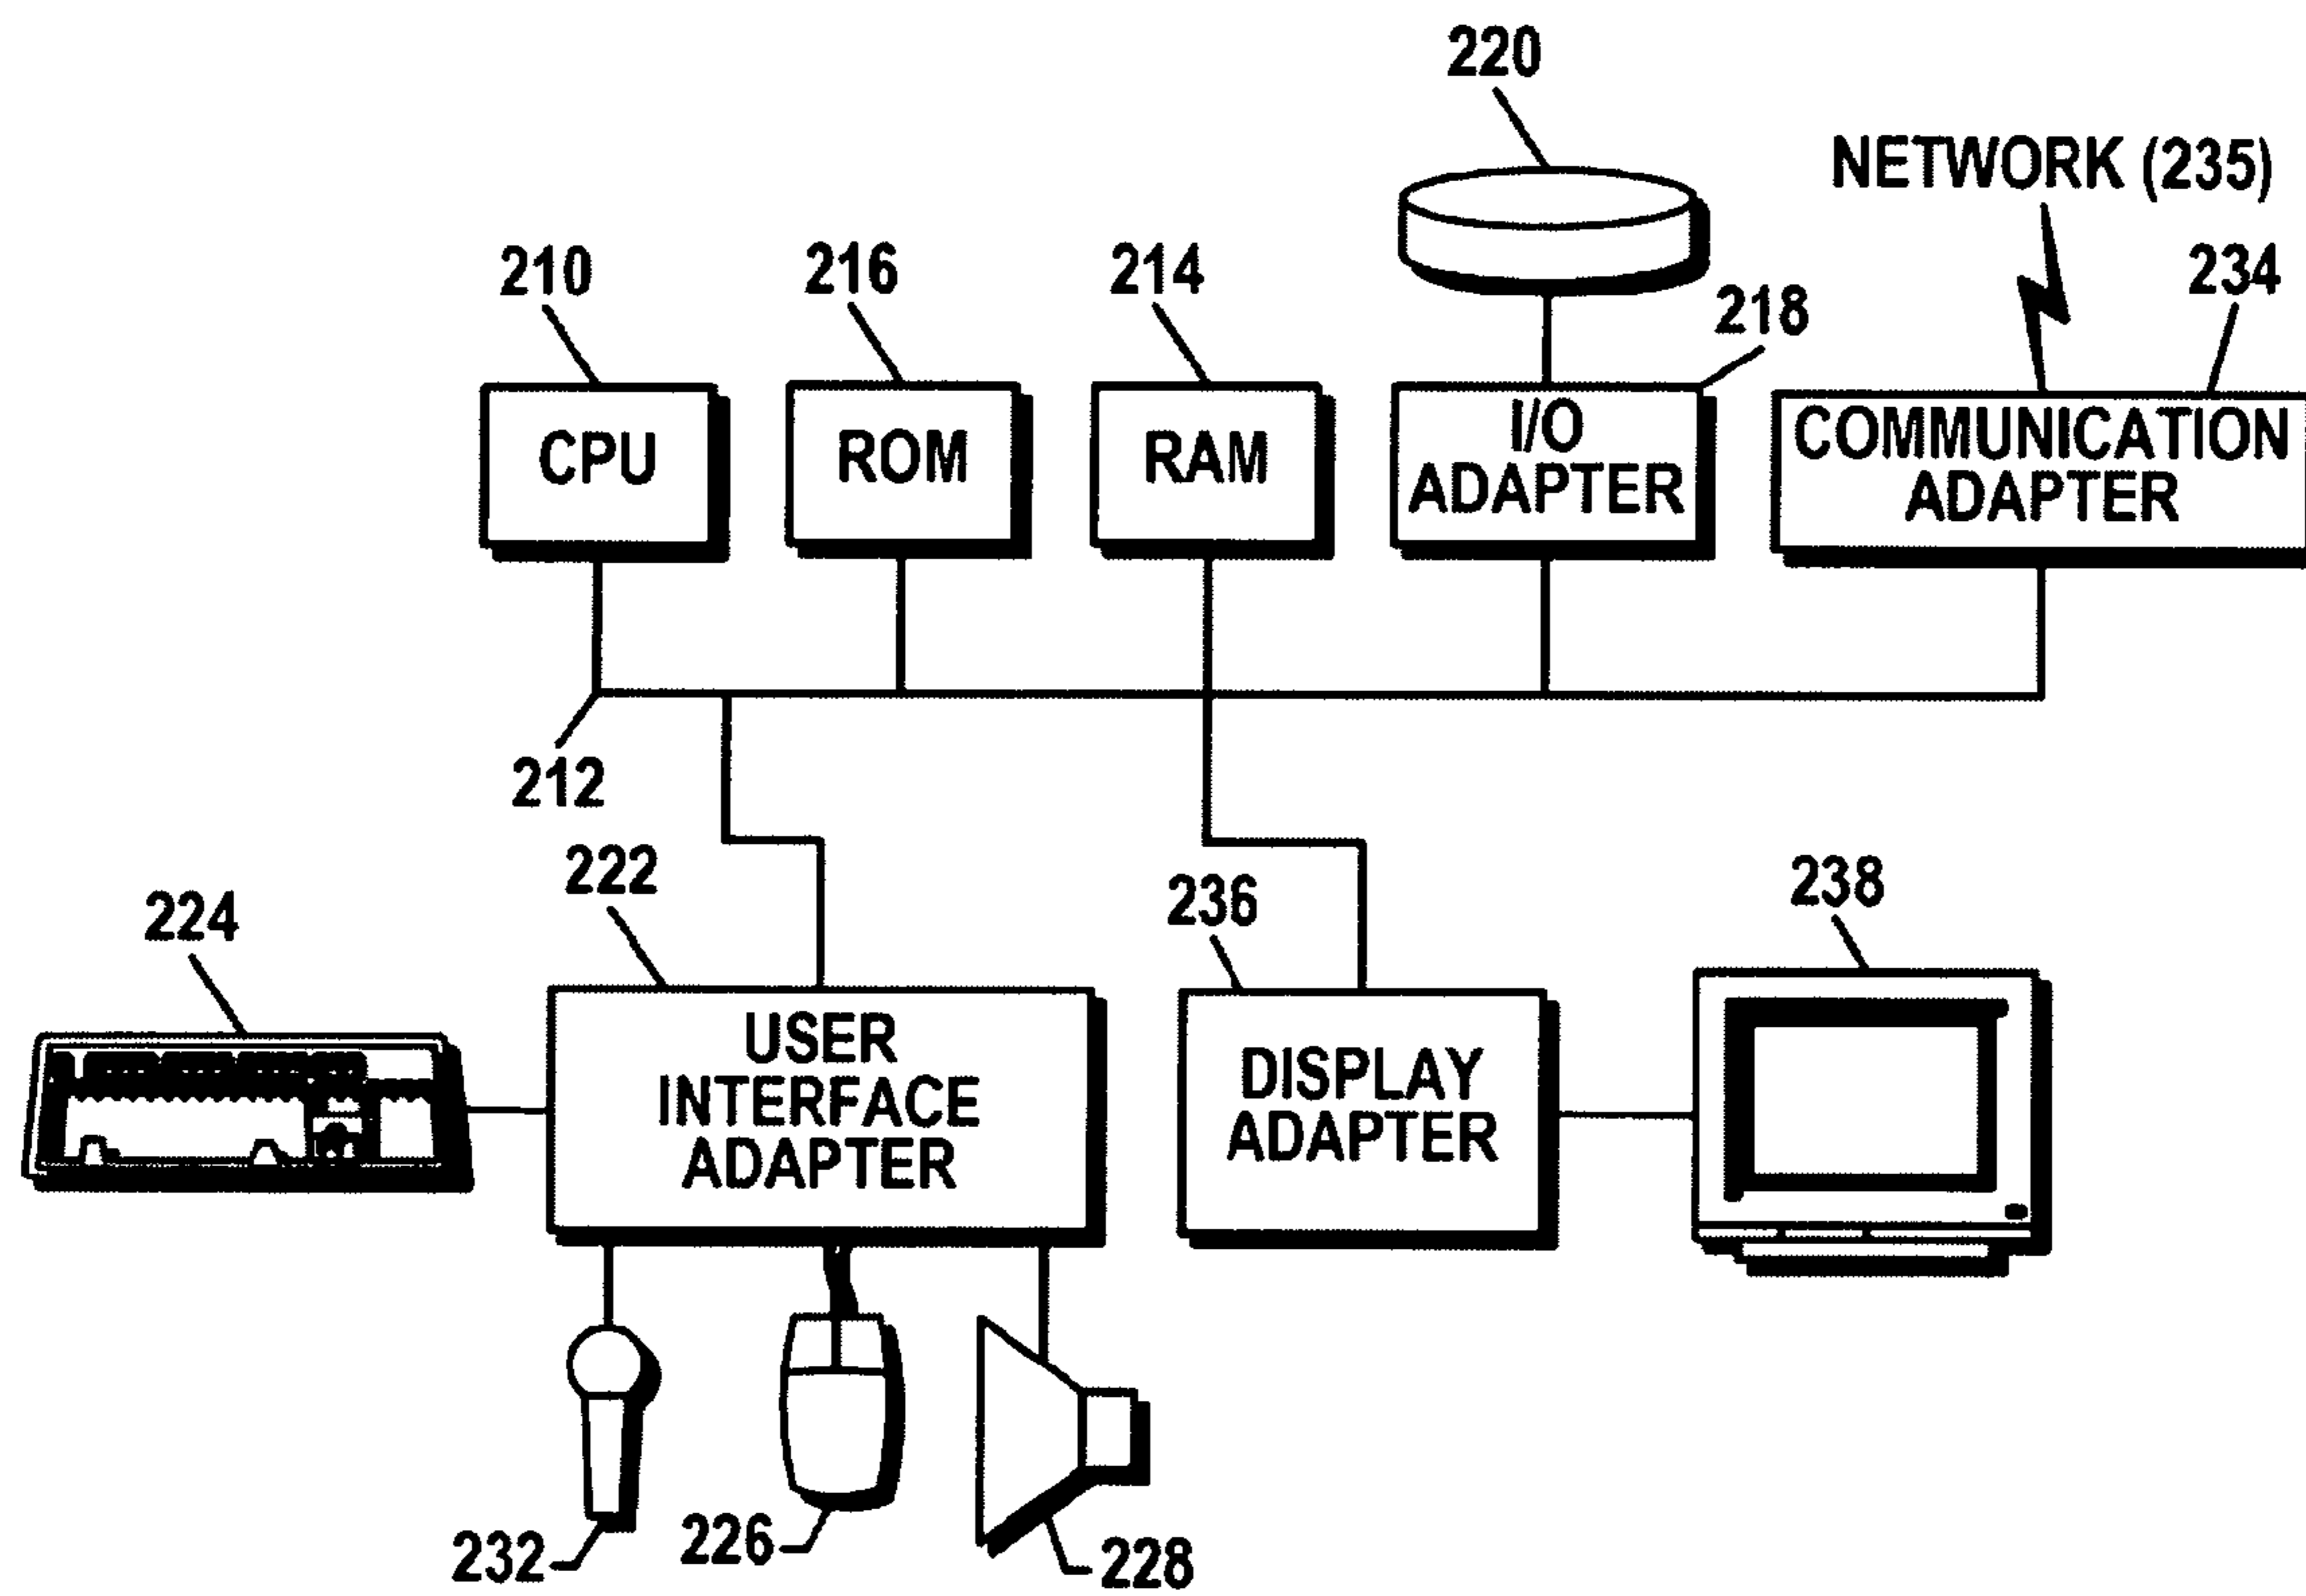 220
NETWORK (235)
210
216
214
218
234
CPU
ROM
RAM
I/O
ADAPTER
COMMUNICATION
ADAPTER
212
222
236
238
224
USER
INTERFACE
ADAPTER
DISPLAY
ADAPTER
232
226
228